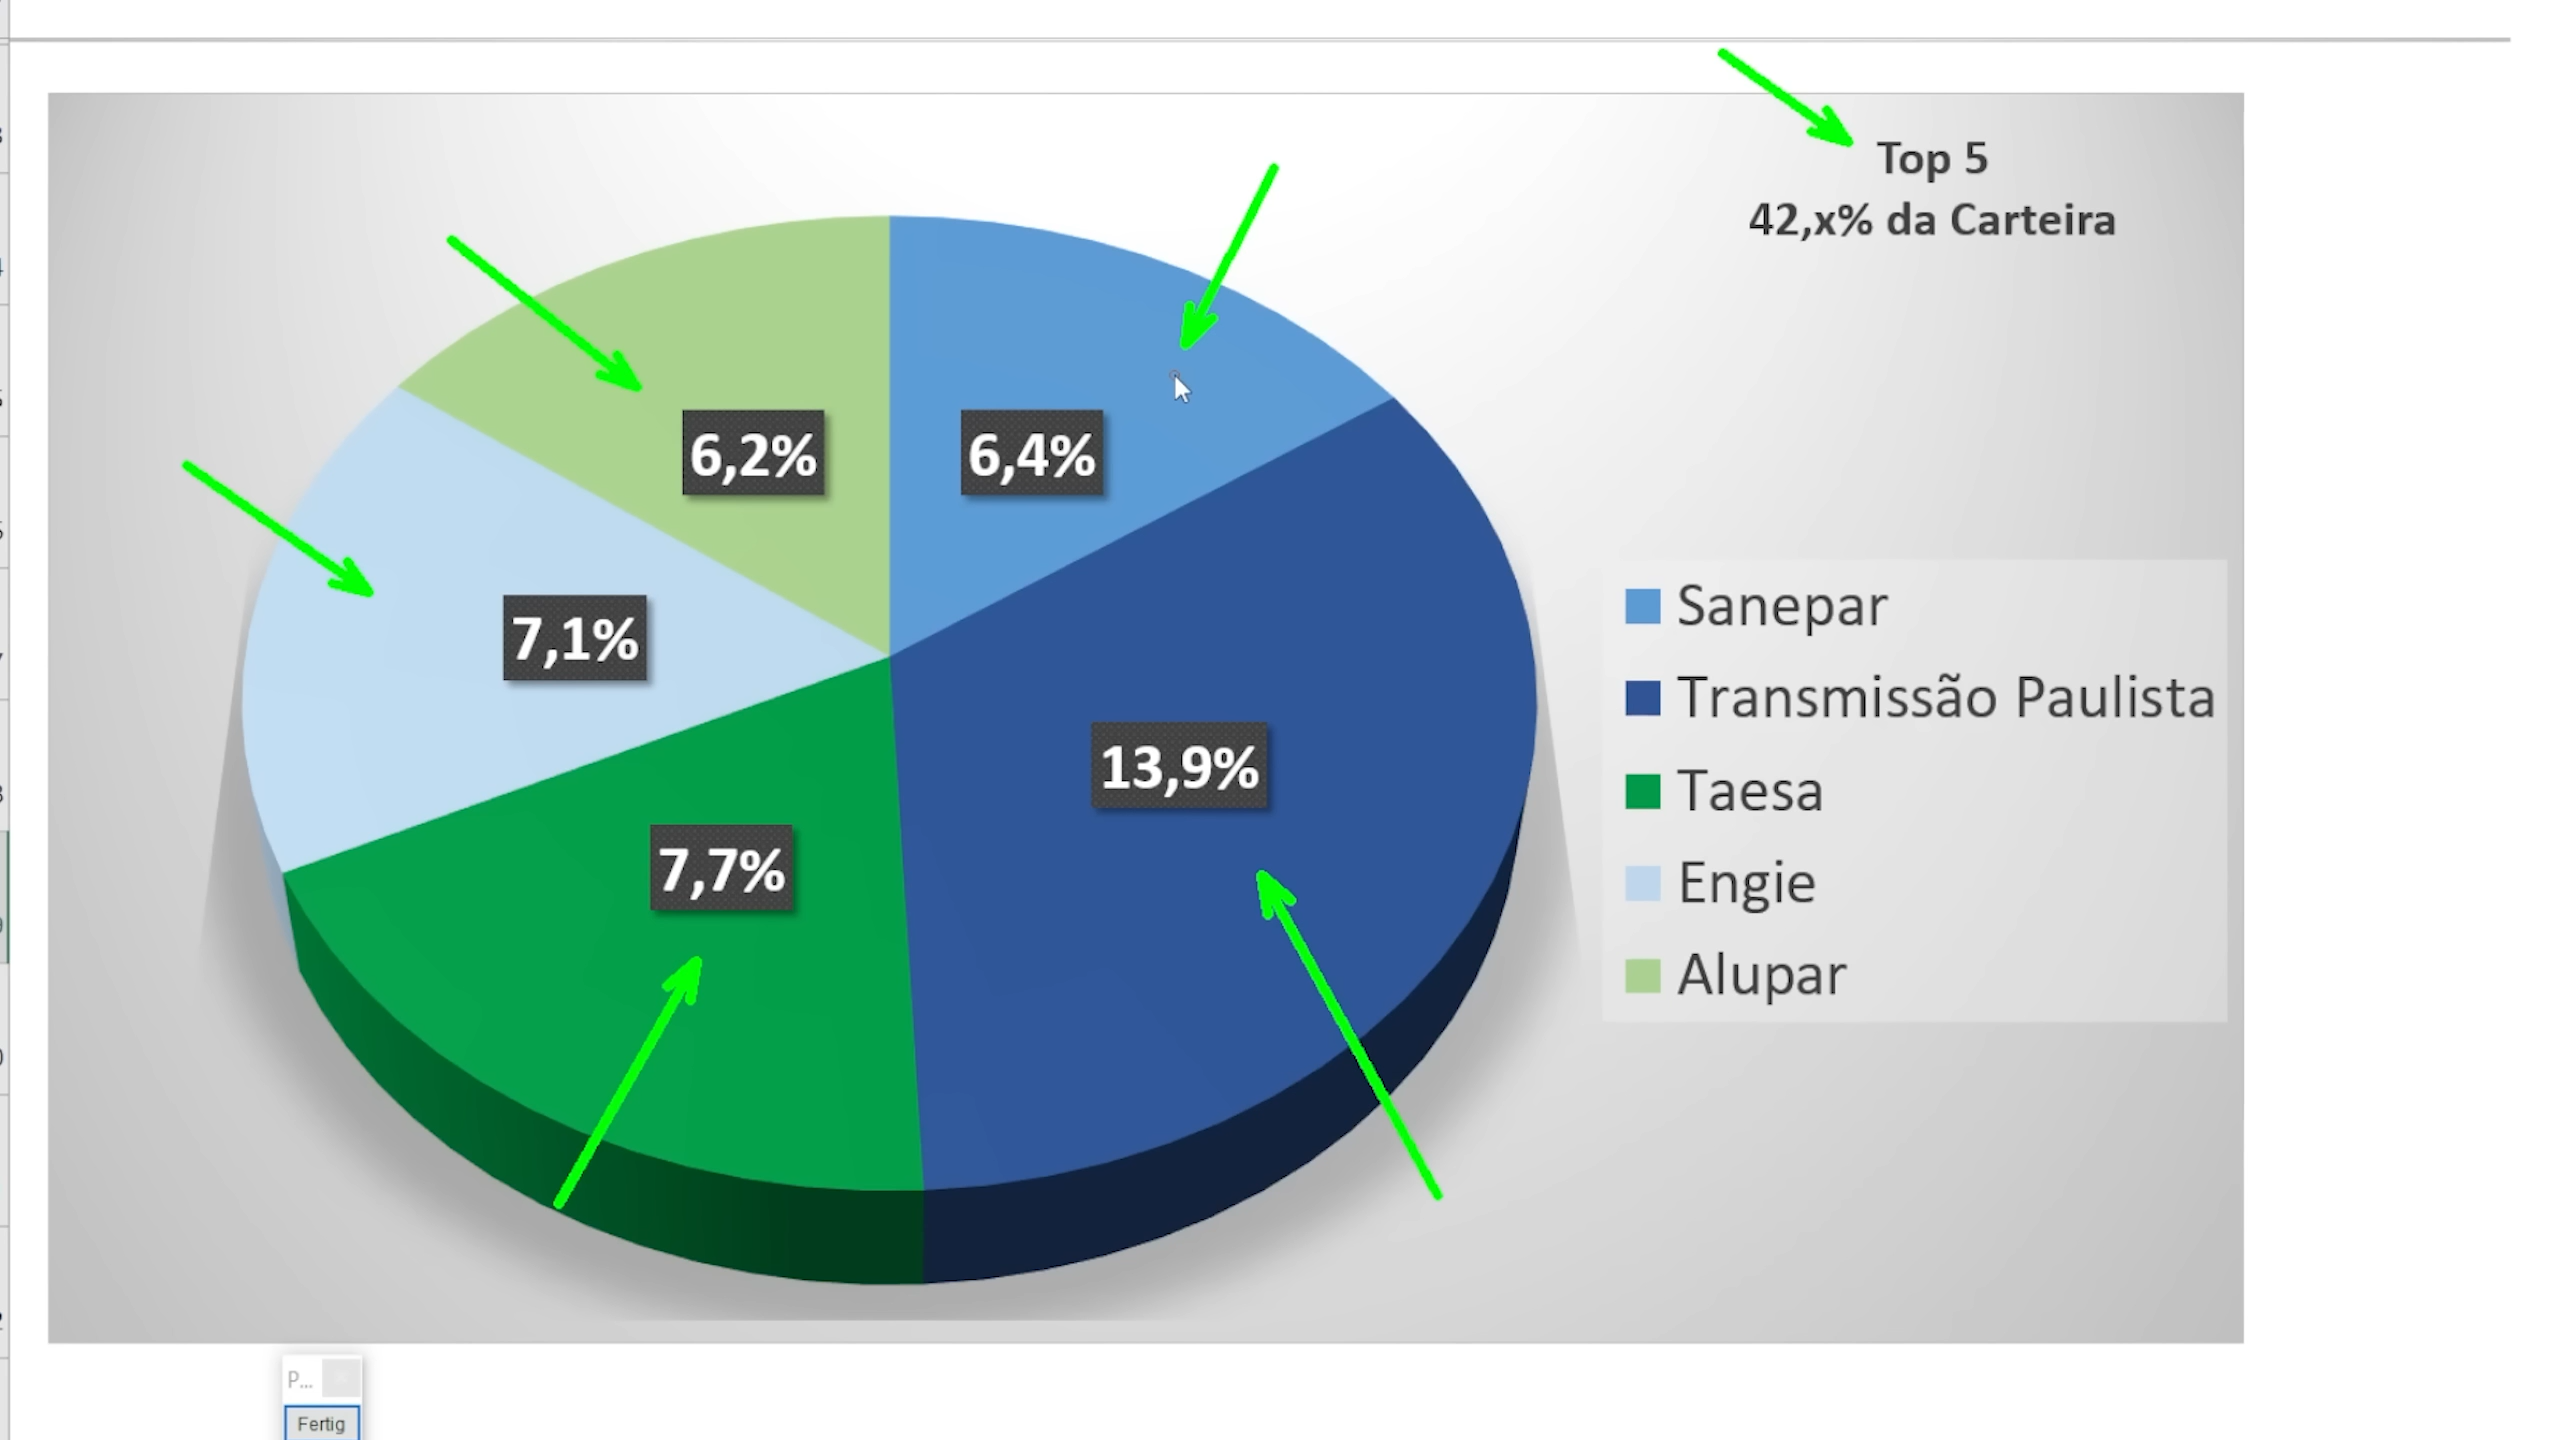 Top 5
42,x% da Carteira
6,2%
6,4%
7,1%
13,9%
7,7%
Sanepar
Transmissão Paulista
Taesa
Engie
Alupar
P...
Fertig